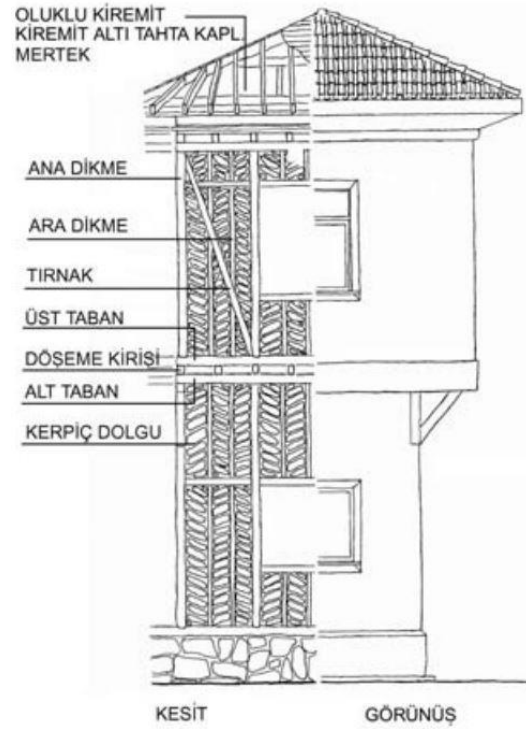 OLUKLU KİREMİT
KİREMİT ALTI TAHTA KAPL.
MERTEK
ANA DİKME
ARA DİKME
TIRNAK
ÜST TABAN
DÖŞEME KİRİŞİ
ALT TABAN
KERPİÇ DOLGU
KESİT
GÖRÜNÜŞ